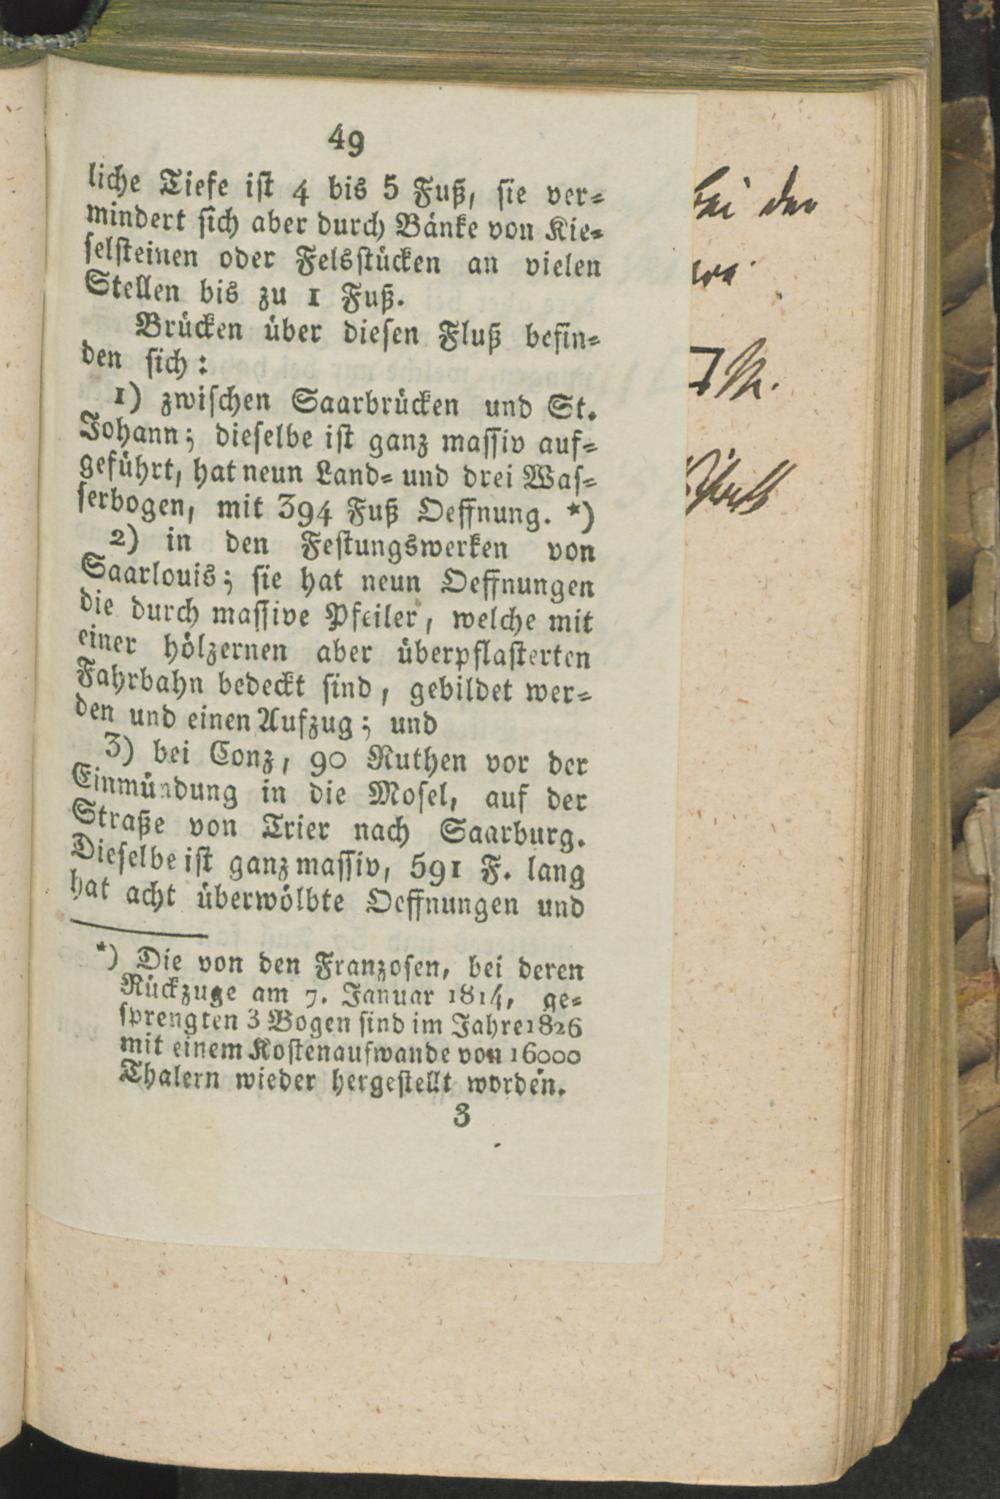 49
liche Tiefe ist 4 bis 5 Fuß, sie ver-
mindert sich aber durch Bänke von Kie-
selsteinen oder Felsstücken an vielen
Stellen bis zu 1 Fuß.
Brücken über diesen Fluß befin-
den sich:
1) zwischen Saarbrücken und St.
Johann; dieselbe ist ganz massiv auf-
geführt, hat neun Land- und drei Was-
serbogen, mit 394 Fuß Oeffnung. *)
2) in den Festungswerken von
Saarlouis; sie hat neun Oeffnungen
die durch massive Pfeiler, welche mit
einer hölzernen aber überpflasterten
Fahrbahn bedeckt sind, gebildet wer-
den und einen Aufzug; und
3) bei Conz, 90 Ruthen vor der
Einmündung in die Mosel, auf der
Straße von Trier nach Saarburg.
Dieselbe ist ganz massiv, 591 F. lang
hat acht überwölbte Oeffnungen und
*) Die von den Franzosen, bei deren
Rückzuge am 7. Januar 1814, ge-
sprengten 3 Bogen sind im Jahre 1826
mit einem Kostenaufwande von 16000
Thalern wieder hergestellt worden.
3
bei der